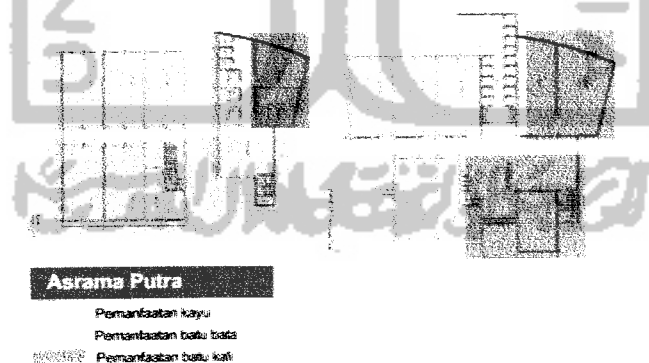 Asrama Putra
Pemanfaatan kayu
Pemanfaatan batu bata
Pemanfaatan batu kali